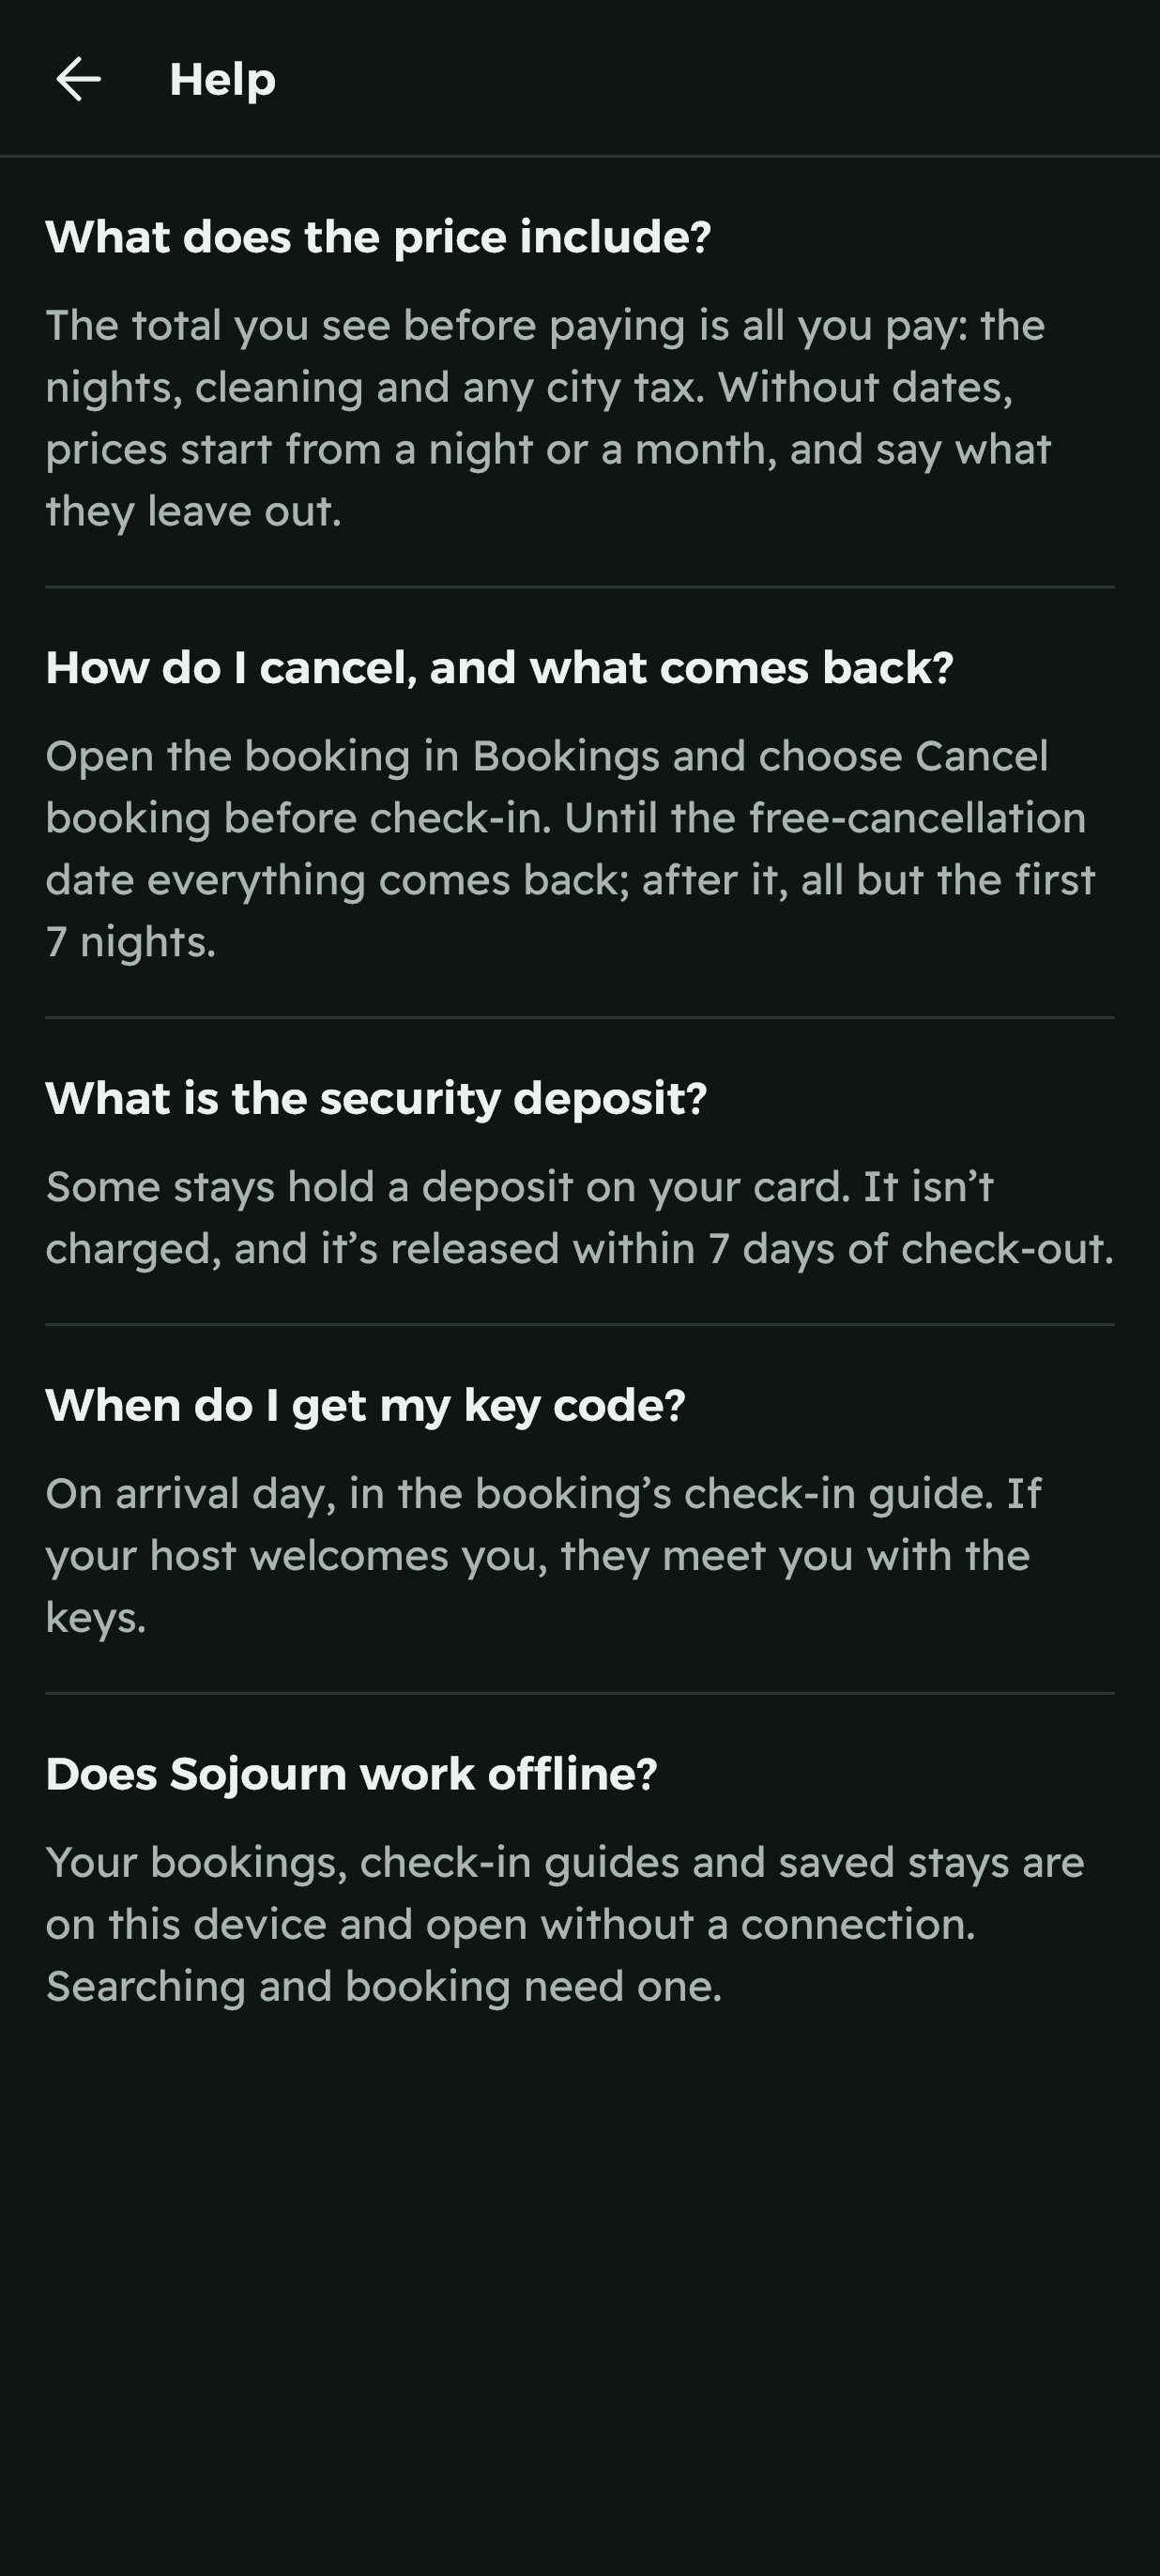 Help
What does the price include?
The total you see before paying is all you pay: the
nights, cleaning and any city tax. Without dates,
prices start from a night or a month, and say what
they leave out.
How do I cancel, and what comes back?
Open the booking in Bookings and choose Cancel
booking before check-in. Until the free-cancellation
date everything comes back; after it, all but the first
7 nights.
What is the security deposit?
Some stays hold a deposit on your card. It isn’t
charged, and it’s released within 7 days of check-out.
When do I get my key code?
On arrival day, in the booking’s check-in guide. If
your host welcomes you, they meet you with the
keys.
Does Sojourn work offline?
Your bookings, check-in guides and saved stays are
on this device and open without a connection.
Searching and booking need one.